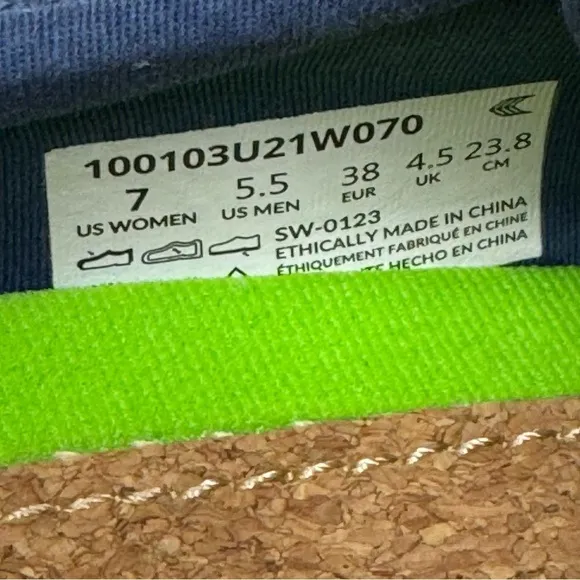 100103U21W070
7 5.5 38 4.5 23.8
US WOMEN US MEN EUR UK CM
SW-0123
ETHICALLY MADE IN CHINA
ÉTHIQUEMENT FABRIQUÉ EN CHINE
HECHO EN CHINA